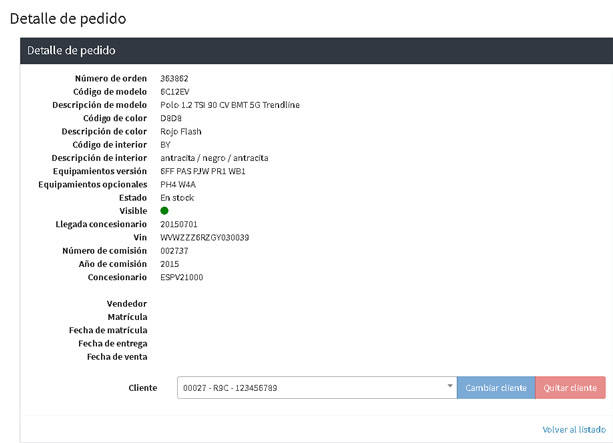 Detalle de pedido
Detalle de pedido
Número de orden 363862
Código de modelo 6C12EV
Descripción de modelo Polo 1.2 TSI 90 CV BMT 5G Trendline
Código de color D8D8
Descripción de color Rojo Flash
Código de interior BY
Descripción de interior antracita / negro / antracita
Equipamientos versión 6FF PAS PJW PR1 WB1
Equipamientos opcionales PH4 W4A
Estado En stock
Visible
Llegada concesionario 20150701
Vin WVWZZZ6RZGY030039
Número de comisión 002737
Año de comisión 2015
Concesionario ESPV21000
Vendedor
Matrícula
Fecha de matrícula
Fecha de entrega
Fecha de venta
Cliente 00027 - R9C - 123456789 Cambiar cliente Quitar cliente
Volver al listado